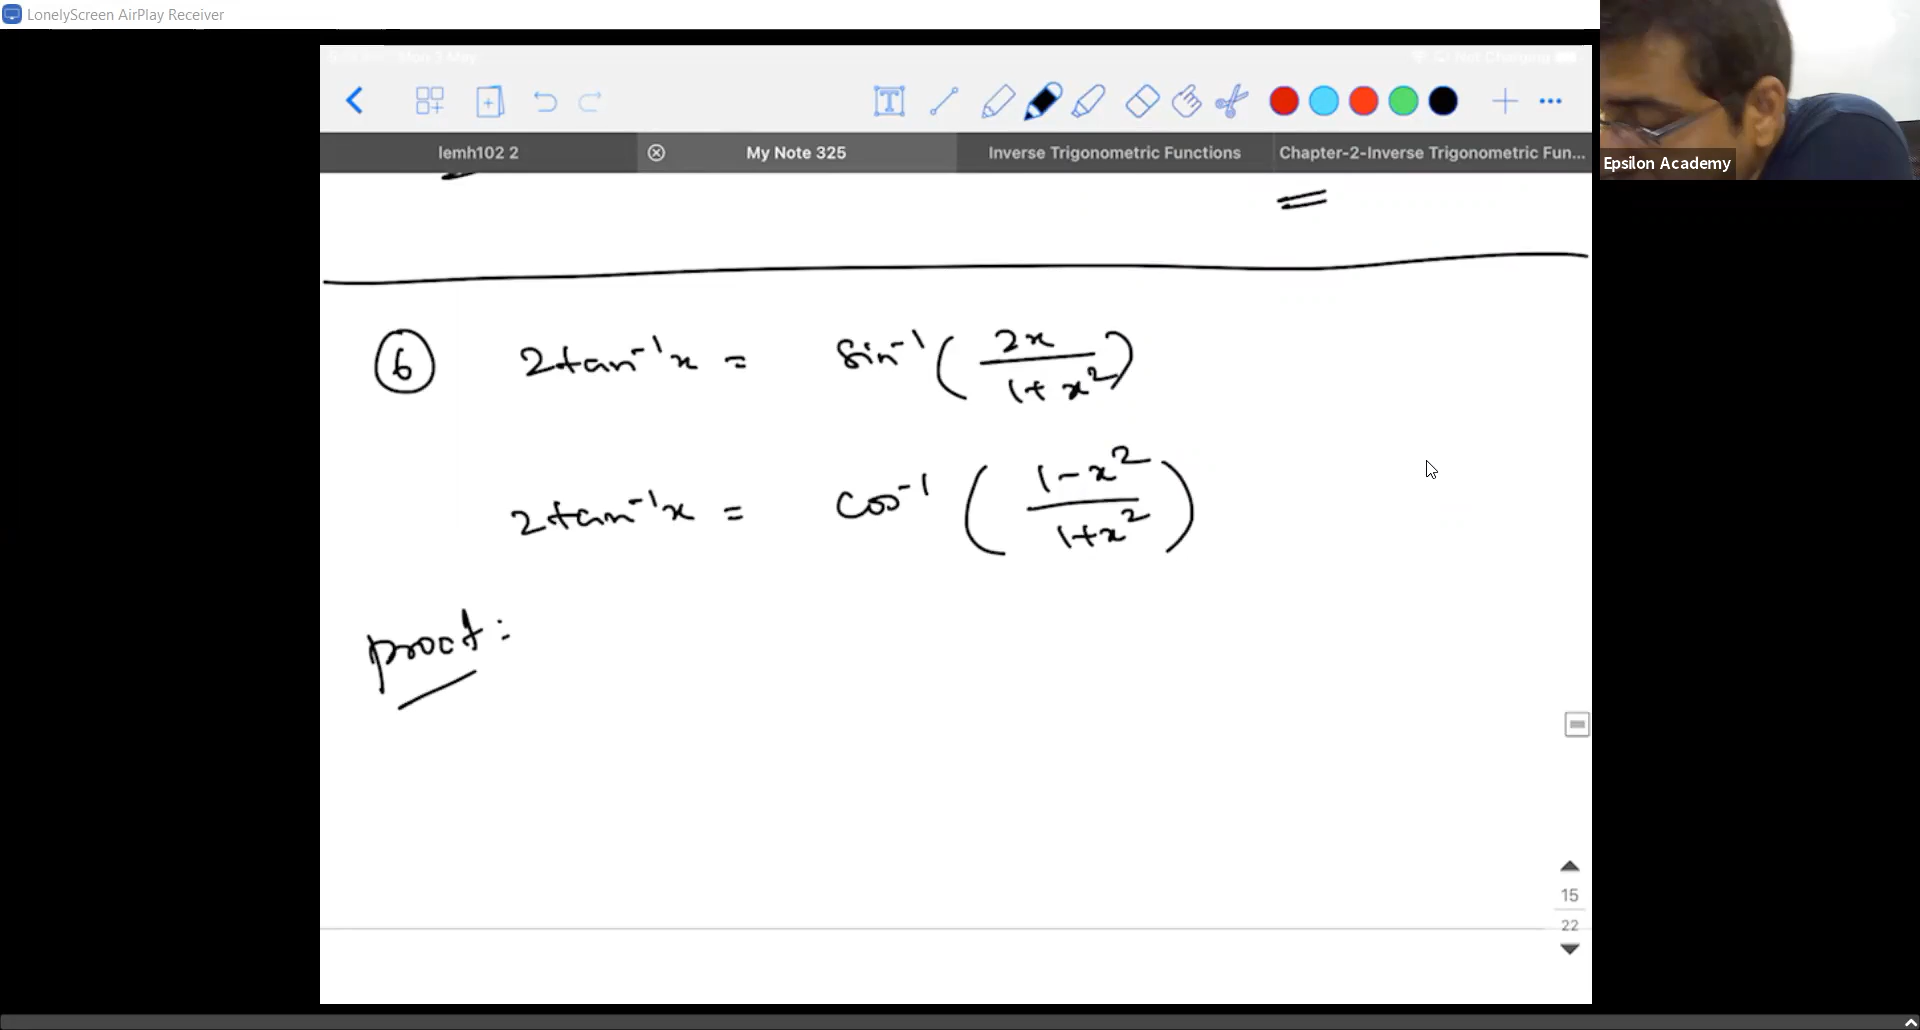 LonelyScreen AirPlay Receiver
Epsilon Academy
lemh102 2
My Note 325
Inverse Trigonometric Functions
Chapter-2-Inverse Trigonometric Fun...
⑥ 2tan⁻¹x = sin⁻¹(2x/(1+x²))
2tan⁻¹x = cos⁻¹((1-x²)/(1+x²))
proof:
15
22